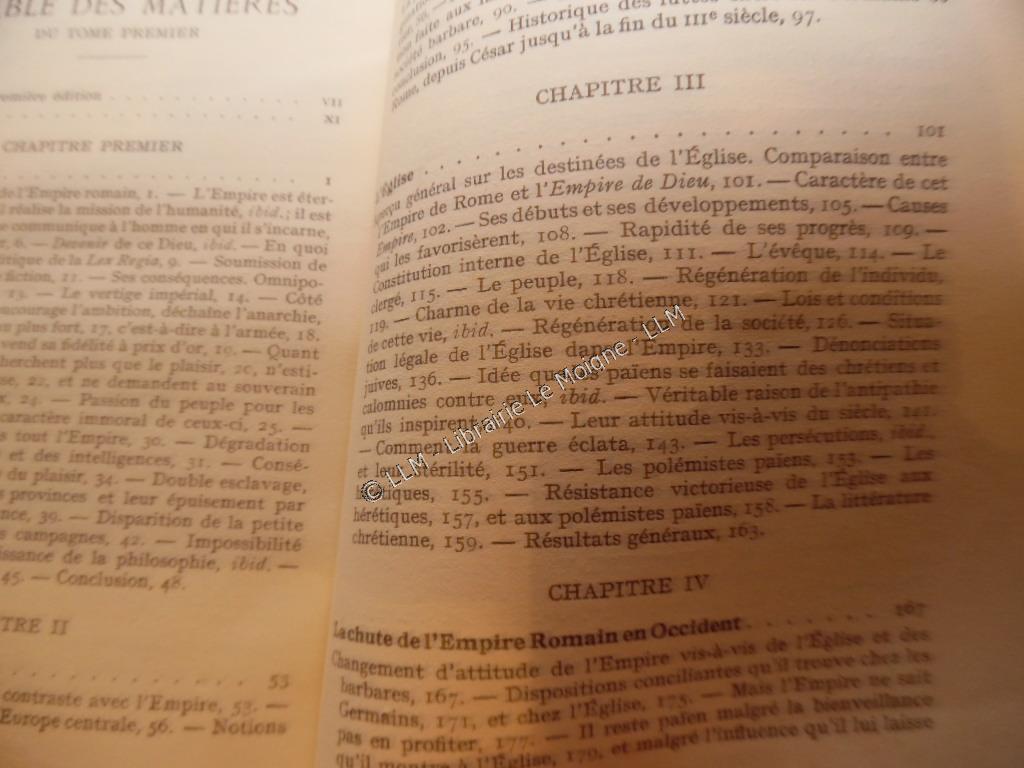 BLE DES MATIÈRES
DU TOME PREMIER
première édition . . . . . . . . . . . . VII
. . . . . . . . . . . . XI
CHAPITRE PREMIER
. . . . . . . . . . . . I
de l'Empire romain, 1. — L'Empire est éter-
il réalise la mission de l'humanité, ibid.; il est
communique à l'homme en qui il s'incarne,
6. — Devenir de ce Dieu, ibid. — En quoi
de la Lex Regia, 9. — Soumission de
fiction, 11. — Ses conséquences. Omnipo-
13. — Le vertige impérial, 14. — Côté
encourage l'ambition, déchaîne l'anarchie,
au plus fort, 17, c'est-à-dire à l'armée, 18.
vend sa fidélité à prix d'or, 19. — Quant
cherchent plus que le plaisir, 20, n'esti-
22, et ne demandent au souverain
24. — Passion du peuple pour les
caractère immoral de ceux-ci, 25. —
tout l'Empire, 30. — Dégradation
et des intelligences, 31. — Consé-
du plaisir, 34. — Double esclavage,
provinces et leur épuisement par
39. — Disparition de la petite
campagnes, 42. — Impossibilité
issance de la philosophie, ibid. —
45. — Conclusion, 48.
TRE II
. . . . . . . . . . 53
contraste avec l'Empire, 53. —
Europe centrale, 56. — Notions
faite aux
barbare, 90. — Historique des
conclusion, 95.
Rome, depuis César jusqu'à la fin du IIIe siècle, 97.
CHAPITRE III
l'Église . . . . . . . . . . . . . . . 101
général sur les destinées de l'Église. Comparaison entre
l'Empire de Rome et l'Empire de Dieu, 101. — Caractère de cet
Empire, 102. — Ses débuts et ses développements, 105. — Causes
qui les favorisèrent, 108. — Rapidité de ses progrès, 109. —
Constitution interne de l'Église, 111. — L'évêque, 114. — Le
clergé, 115. — Le peuple, 118. — Régénération de l'individu,
119. — Charme de la vie chrétienne, 121. — Lois et conditions
de cette vie, ibid. — Régénération de la société, 126. — Situa-
tion légale de l'Église dans l'Empire, 133. — Dénonciations
juives, 136. — Idée que les païens se faisaient des chrétiens et
calomnies contre eux, ibid. — Véritable raison de l'antipathie
qu'ils inspirent, 140. — Leur attitude vis-à-vis du siècle,
— Comment la guerre éclata, 143. — Les persécutions, ibid.,
et leur stérilité, 151. — Les polémistes païens, 153. — Les
hérétiques, 155. — Résistance victorieuse de l'Église aux
hérétiques, 157, et aux polémistes païens, 158. — La littérature
chrétienne, 159. — Résultats généraux, 163.
CHAPITRE IV
La chute de l'Empire Romain en Occident . . . . . . . 167
Changement d'attitude de l'Empire vis-à-vis de l'Église et des
barbares, 167. — Dispositions conciliantes qu'il trouve chez les
Germains, 171, et chez l'Église, 175. — Mais l'Empire ne sait
pas en profiter, 177. — Il reste païen malgré la bienveillance
qu'il montre à l'Église, 179, et malgré l'influence qu'il lui laisse
© LLM - Librairie Le Moigne - LLM